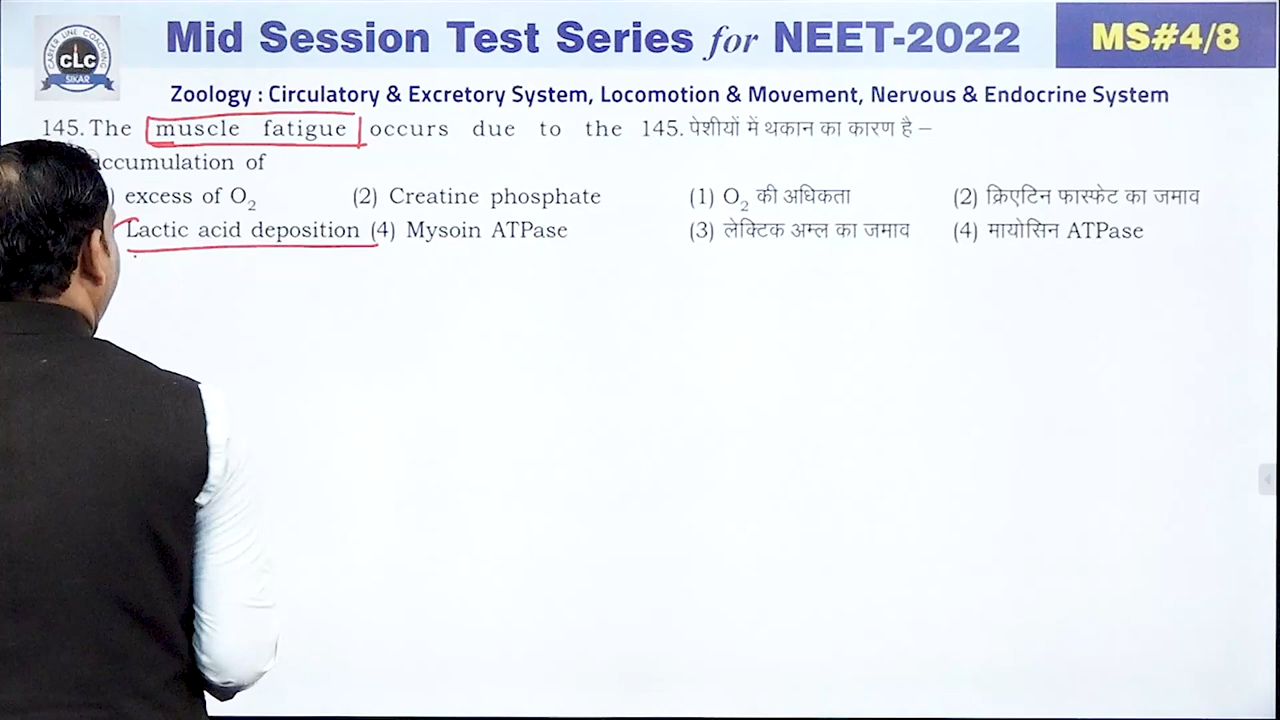 Mid Session Test Series for NEET-2022
MS#4/8
CAREER LINE COACHING
CLC
SIKAR
Zoology : Circulatory & Excretory System, Locomotion & Movement, Nervous & Endocrine System
145. The muscle fatigue occurs due to the
accumulation of
) excess of O2 (2) Creatine phosphate
Lactic acid deposition (4) Mysoin ATPase
145. पेशीयों में थकान का कारण है –
(1) O2 की अधिकता (2) क्रिएटिन फास्फेट का जमाव
(3) लेक्टिक अम्ल का जमाव (4) मायोसिन ATPase